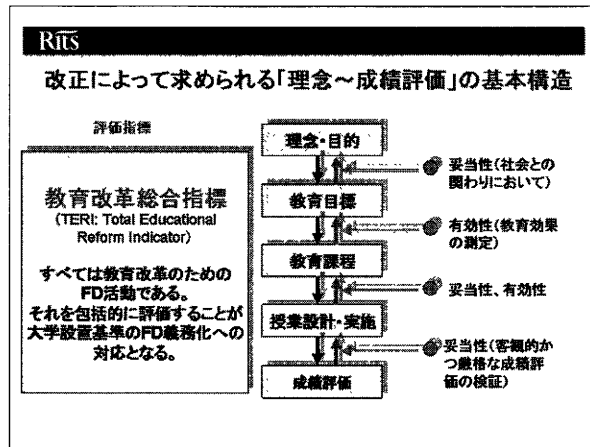 Rits
改正によって求められる「理念～成績評価」の基本構造
評価指標
教育改革総合指標
(TERI: Total Educational
Reform Indicator)
すべては教育改革のための
FD活動である。
それを包括的に評価することが
大学設置基準のFD義務化への
対応となる。
理念・目的
妥当性(社会との
関わりにおいて)
教育目標
有効性(教育効果
の測定)
教育課程
妥当性、有効性
授業設計・実施
妥当性(客観的か
つ厳格な成績評
価の検証)
成績評価